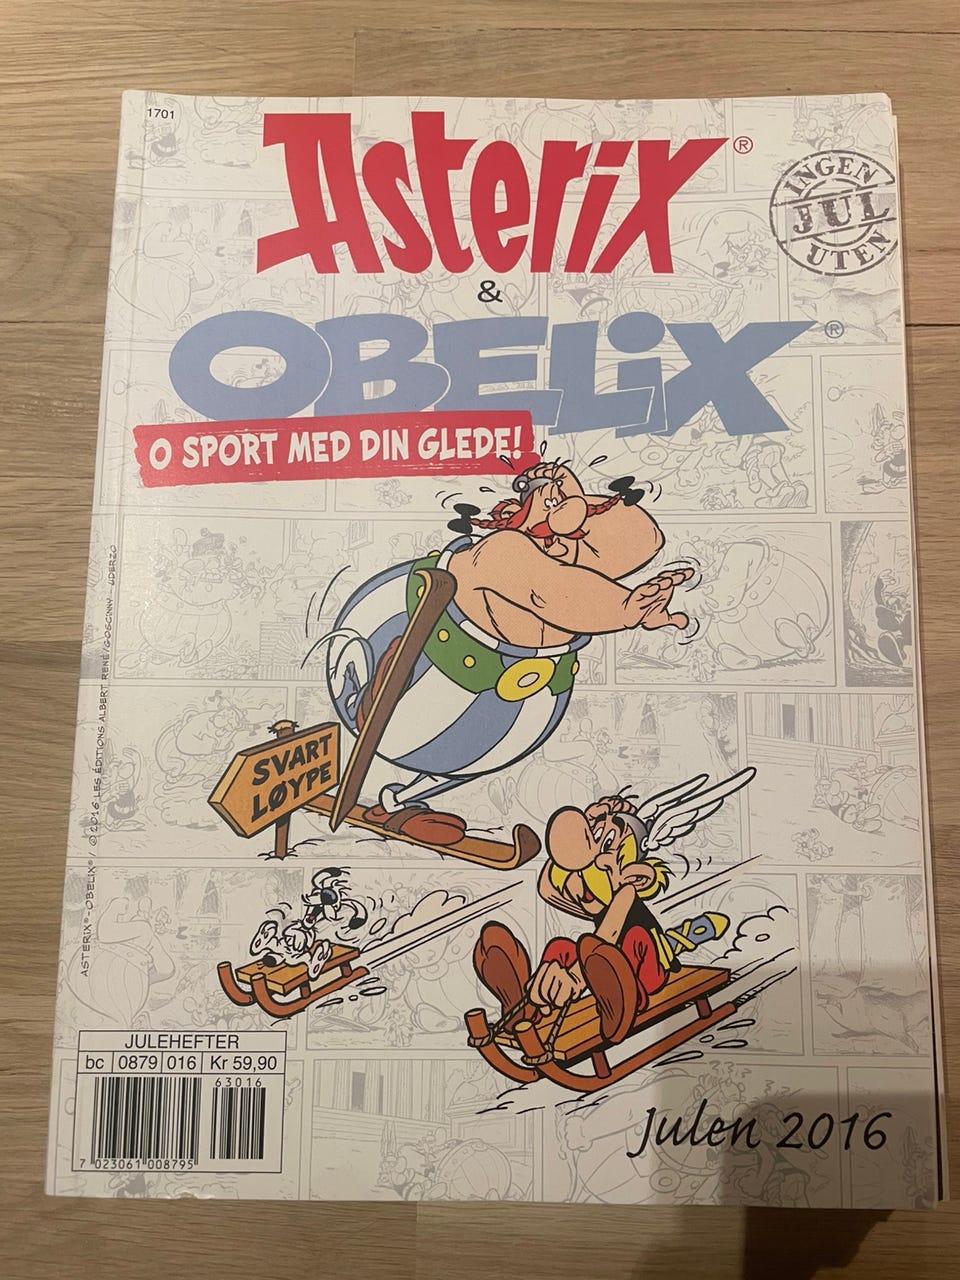 1701
Asterix®
&
OBELiX®
INGEN
JUL
UTEN
O SPORT MED DIN GLEDE!
SVART
LØYPE
ASTERIX®-OBELIX® / © 2016 LES ÉDITIONS ALBERT RENÉ/GOSCINNY - UDERZO
JULEHEFTER
bc 0879 016 Kr 59,90
63016
7 023061 008795
Julen 2016